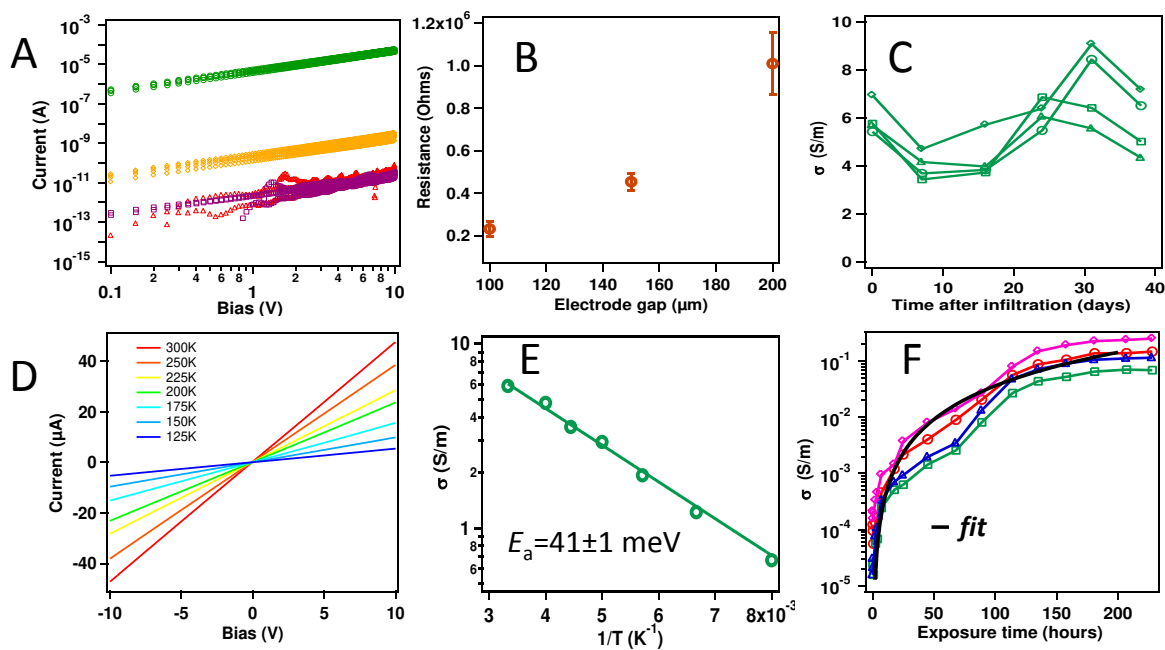 A
Current (A)
10-3
10-5
10-7
10-9
10-11
10-13
10-15
0.1
2
4
6
8
1
2
4
6
8
10
Bias (V)
B
Resistance (Ohms)
1.2x106
1.0
0.8
0.6
0.4
0.2
100
120
140
160
180
200
Electrode gap (µm)
C
σ (S/m)
10
8
6
4
2
0
0
10
20
30
40
Time after infiltration (days)
D
Current (µA)
40
20
0
-20
-40
300K
250K
225K
200K
175K
150K
125K
-10
-5
0
5
10
Bias (V)
E
σ (S/m)
10
8
6
4
2
1
8
6
Ea=41±1 meV
3
4
5
6
7
8x10-3
1/T (K-1)
F
σ (S/m)
10-1
10-2
10-3
10-4
10-5
– fit
0
50
100
150
200
Exposure time (hours)